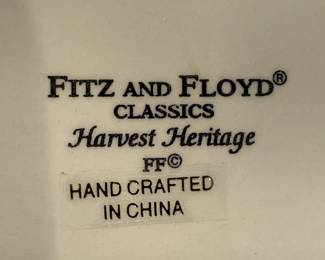 FITZ AND FLOYD®
CLASSICS
Harvest Heritage
FF©
HAND CRAFTED
IN CHINA